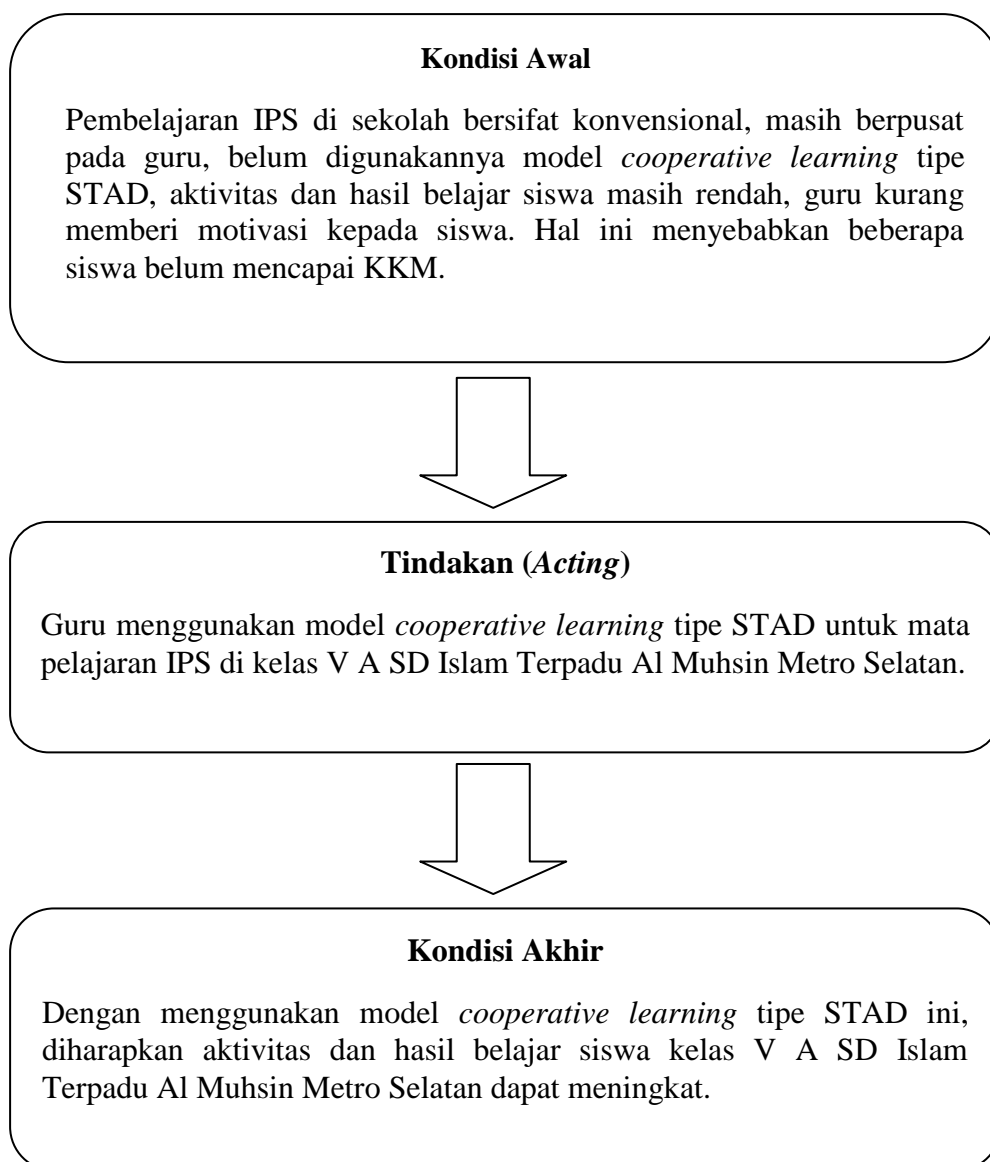 Kondisi Awal
Pembelajaran IPS di sekolah bersifat konvensional, masih berpusat
pada guru, belum digunakannya model cooperative learning tipe
STAD, aktivitas dan hasil belajar siswa masih rendah, guru kurang
memberi motivasi kepada siswa. Hal ini menyebabkan beberapa
siswa belum mencapai KKM.
Tindakan (Acting)
Guru menggunakan model cooperative learning tipe STAD untuk mata
pelajaran IPS di kelas V A SD Islam Terpadu Al Muhsin Metro Selatan.
Kondisi Akhir
Dengan menggunakan model cooperative learning tipe STAD ini,
diharapkan aktivitas dan hasil belajar siswa kelas V A SD Islam
Terpadu Al Muhsin Metro Selatan dapat meningkat.